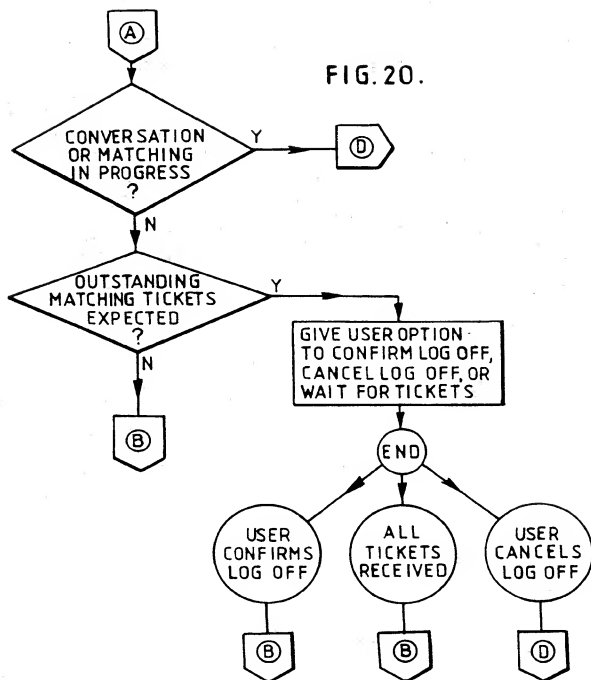 A
FIG. 20.
CONVERSATION
OR MATCHING
IN PROGRESS
?
Y
D
N
OUTSTANDING
MATCHING TICKETS
EXPECTED
?
Y
N
B
GIVE USER OPTION
TO CONFIRM LOG OFF,
CANCEL LOG OFF, OR
WAIT FOR TICKETS
END
USER
CONFIRMS
LOG OFF
ALL
TICKETS
RECEIVED
USER
CANCELS
LOG OFF
B
B
D